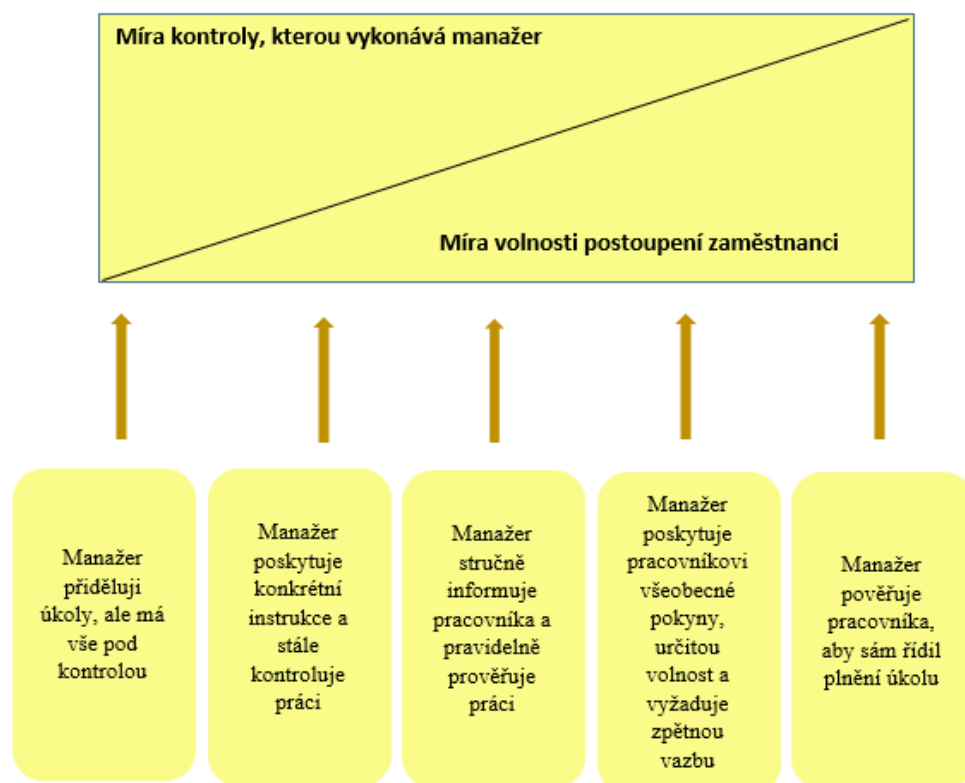 Míra kontroly, kterou vykonává manažer
Míra volnosti postoupení zaměstnanci
Manažer
přiděluji
úkoly, ale má
vše pod
kontrolou
Manažer
poskytuje
konkrétní
instrukce a
stále
kontroluje
práci
Manažer
stručně
informuje
pracovníka a
pravidelně
prověřuje
práci
Manažer
poskytuje
pracovníkovi
všeobecné
pokyny,
určitou
volnost a
vyžaduje
zpětnou
vazbu
Manažer
pověřuje
pracovníka,
aby sám řídil
plnění úkolu